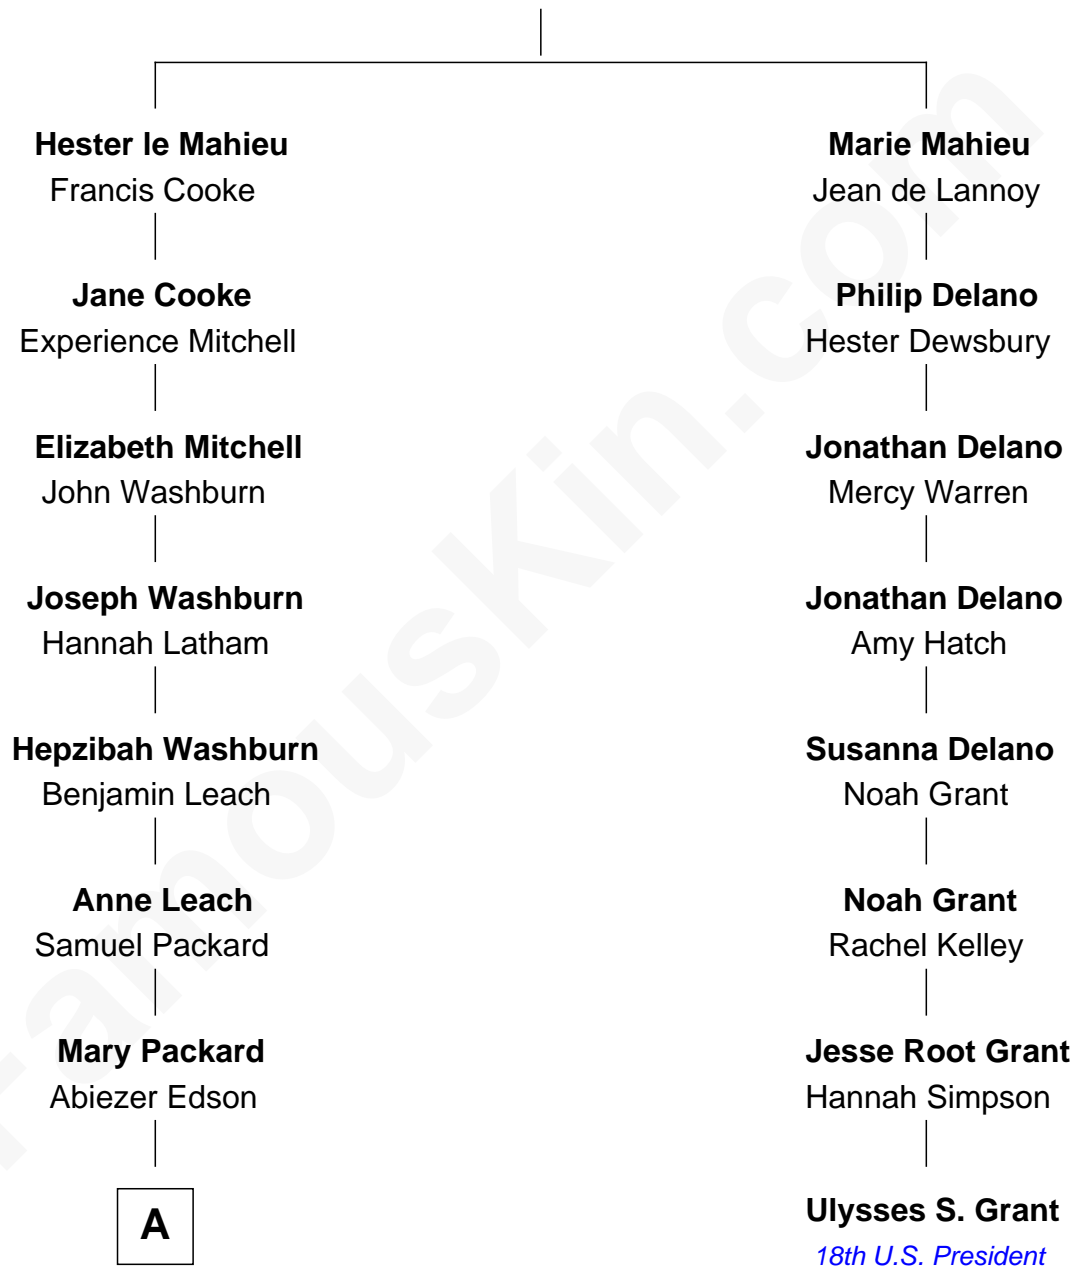 Hester le Mahieu
Francis Cooke
Jane Cooke
Experience Mitchell
Elizabeth Mitchell
John Washburn
Joseph Washburn
Hannah Latham
Hepzibah Washburn
Benjamin Leach
Anne Leach
Samuel Packard
Mary Packard
Abiezer Edson
A
Marie Mahieu
Jean de Lannoy
Philip Delano
Hester Dewsbury
Jonathan Delano
Mercy Warren
Jonathan Delano
Amy Hatch
Susanna Delano
Noah Grant
Noah Grant
Rachel Kelley
Jesse Root Grant
Hannah Simpson
Ulysses S. Grant
18th U.S. President
FamousKin.com